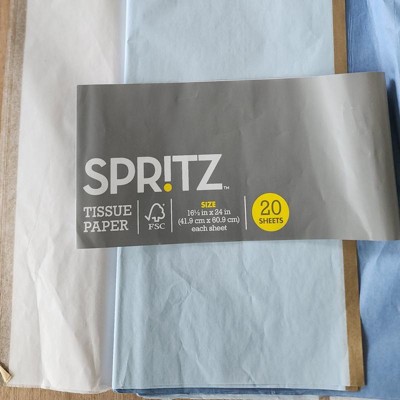 SPR!TZ™
TISSUE
PAPER
FSC
SIZE
16½ in x 24 in
(41.9 cm x 60.9 cm)
each sheet
20
SHEETS